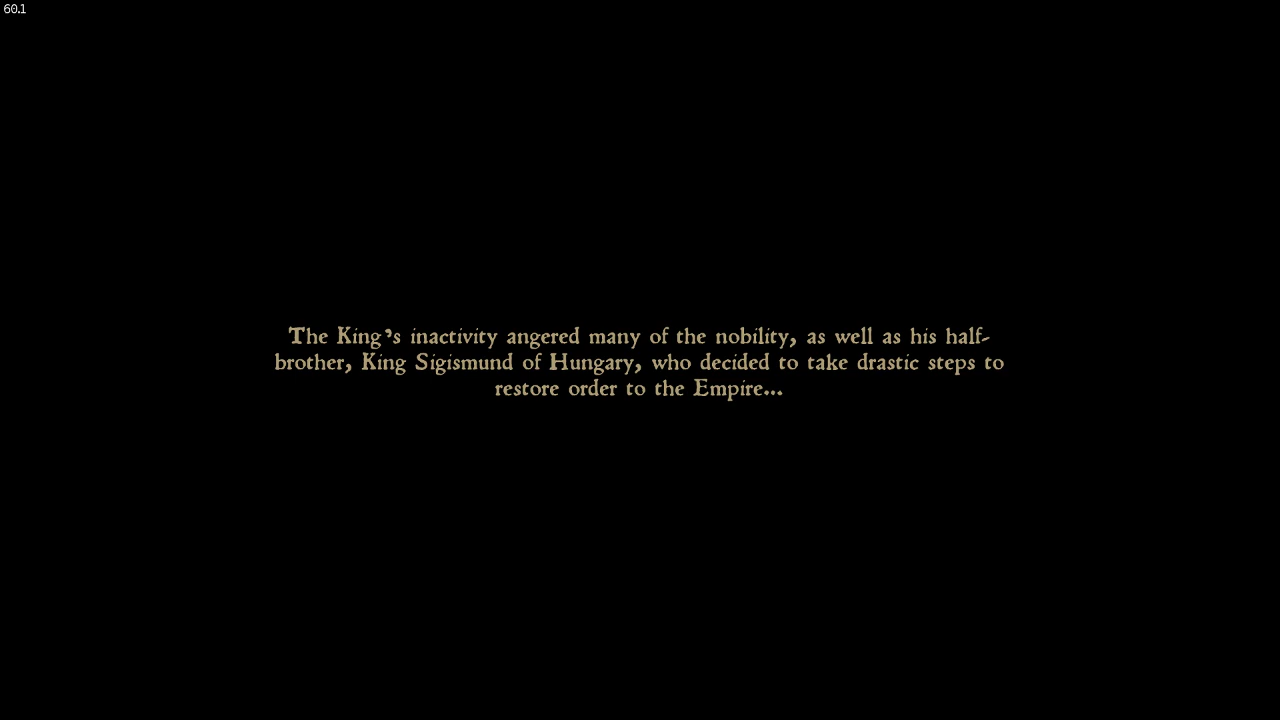 60.1
The King's inactivity angered many of the nobility, as well as his half-
brother, King Sigismund of Hungary, who decided to take drastic steps to
restore order to the Empire...